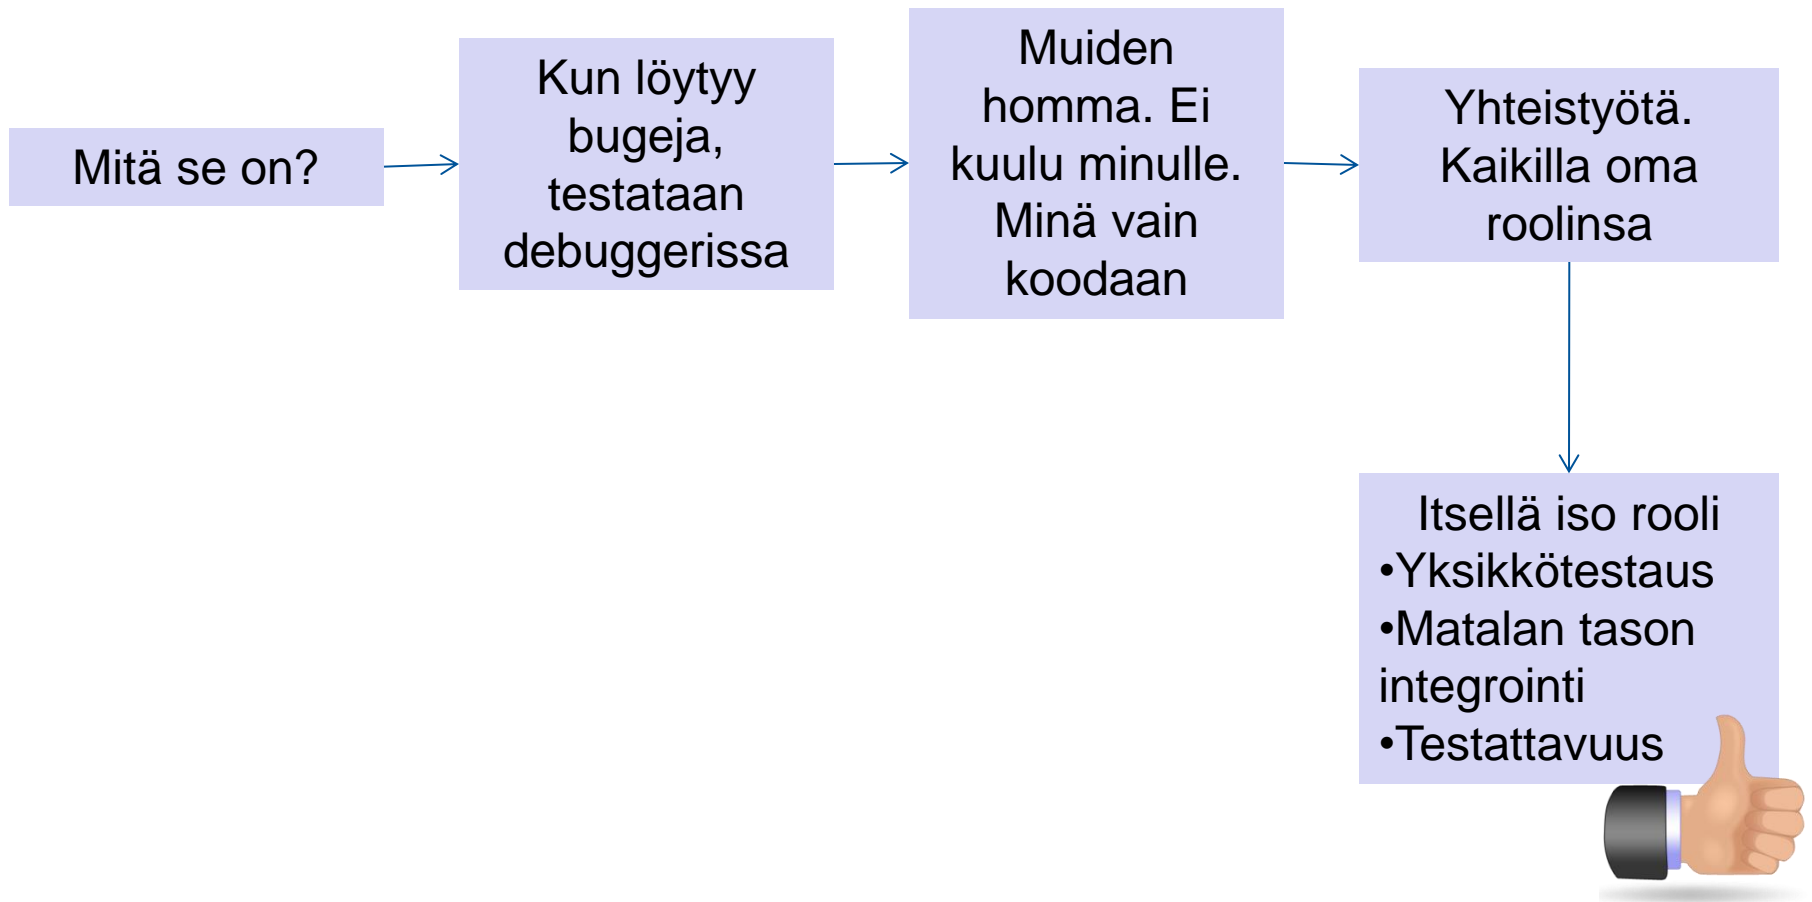 Mitä se on?
Kun löytyy
bugeja,
testataan
debuggerissa
Muiden
homma. Ei
kuulu minulle.
Minä vain
koodaan
Yhteistyötä.
Kaikilla oma
roolinsa
Itsellä iso rooli
•Yksikkötestaus
•Matalan tason
integrointi
•Testattavuus